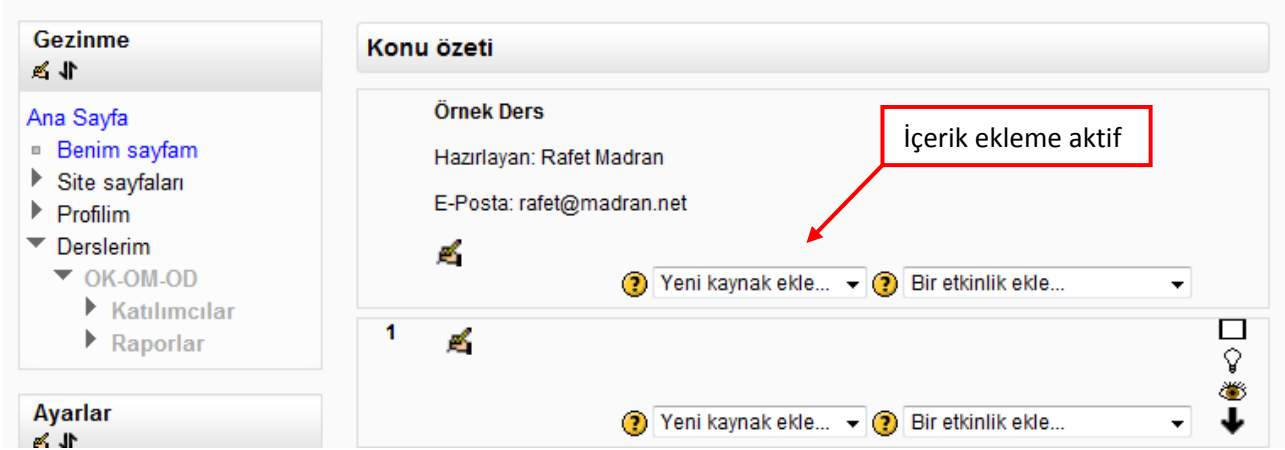 Gezinme
Ana Sayfa
Benim sayfam
Site sayfaları
Profilim
Derslerim
OK-OM-OD
Katılımcılar
Raporlar
Ayarlar
Konu özeti
Örnek Ders
Hazırlayan: Rafet Madran
E-Posta: rafet@madran.net
İçerik ekleme aktif
? Yeni kaynak ekle... ? Bir etkinlik ekle...
1
? Yeni kaynak ekle... ? Bir etkinlik ekle...